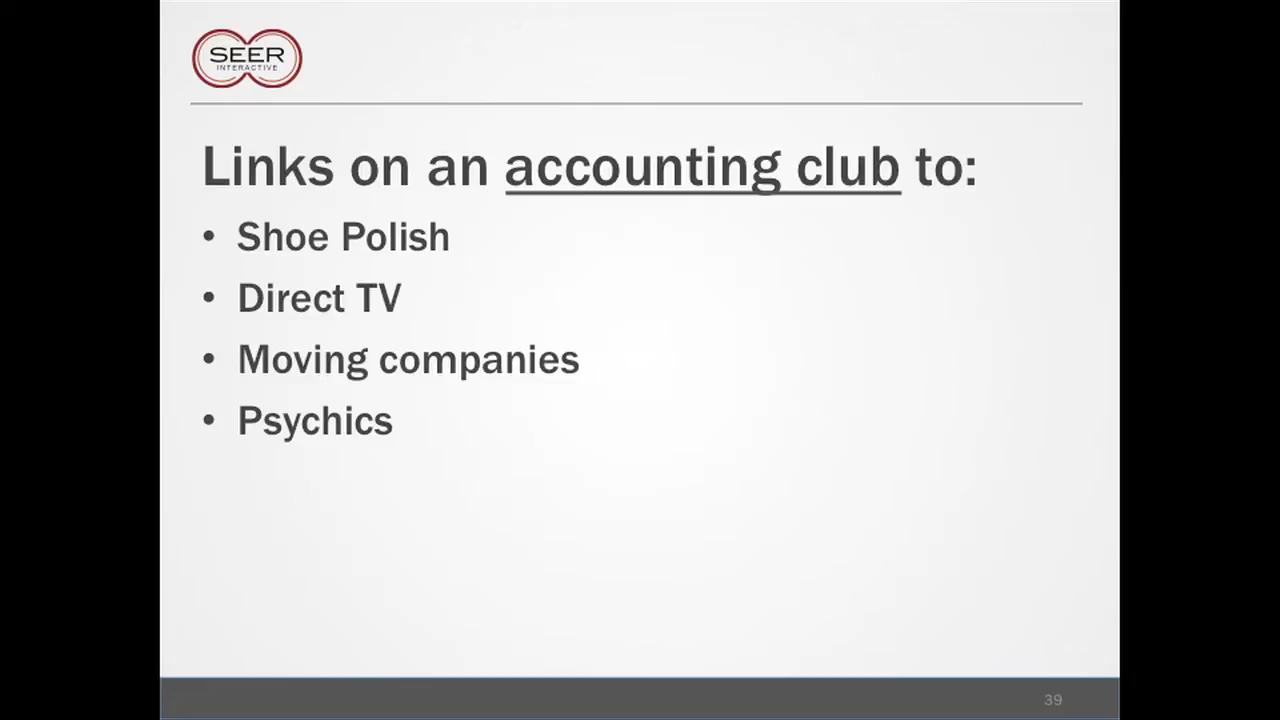 SEER
INTERACTIVE
Links on an accounting club to:
• Shoe Polish
• Direct TV
• Moving companies
• Psychics
39